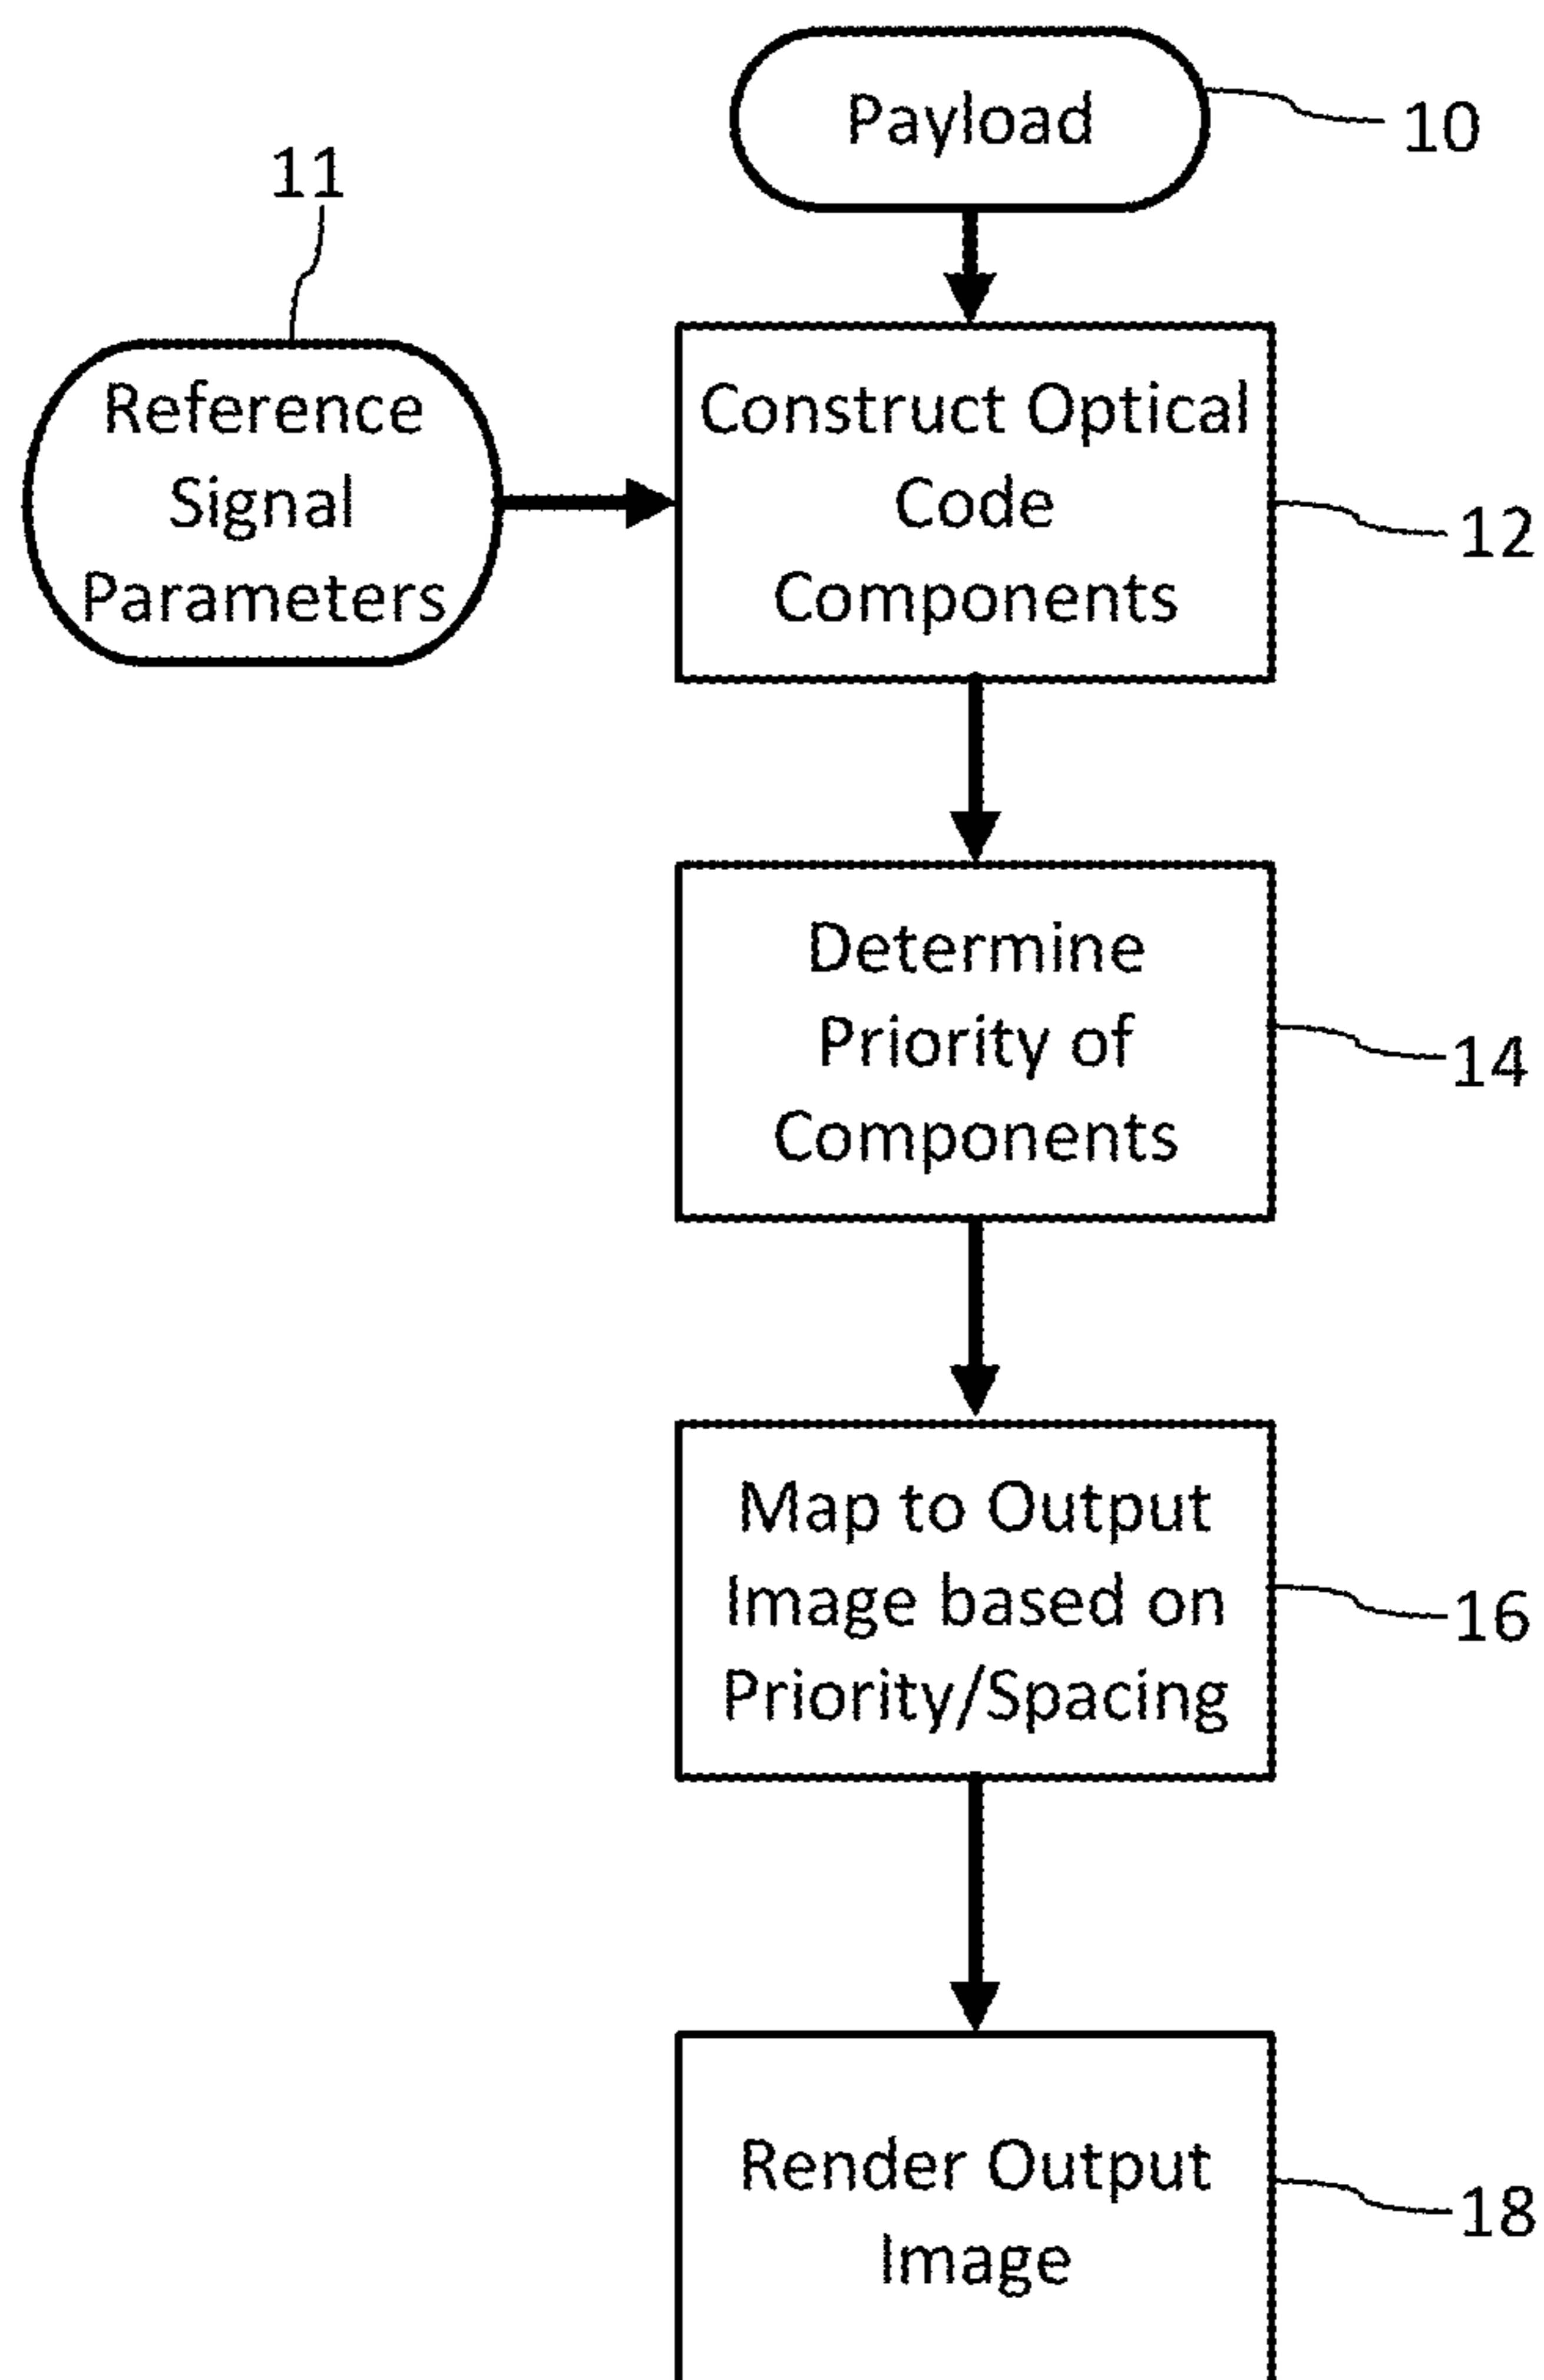 Payload
10
11
Reference
Signal
Parameters
Construct Optical
Code
Components
12
Determine
Priority of
Components
14
Map to Output
Image based on
Priority/Spacing
16
Render Output
Image
18